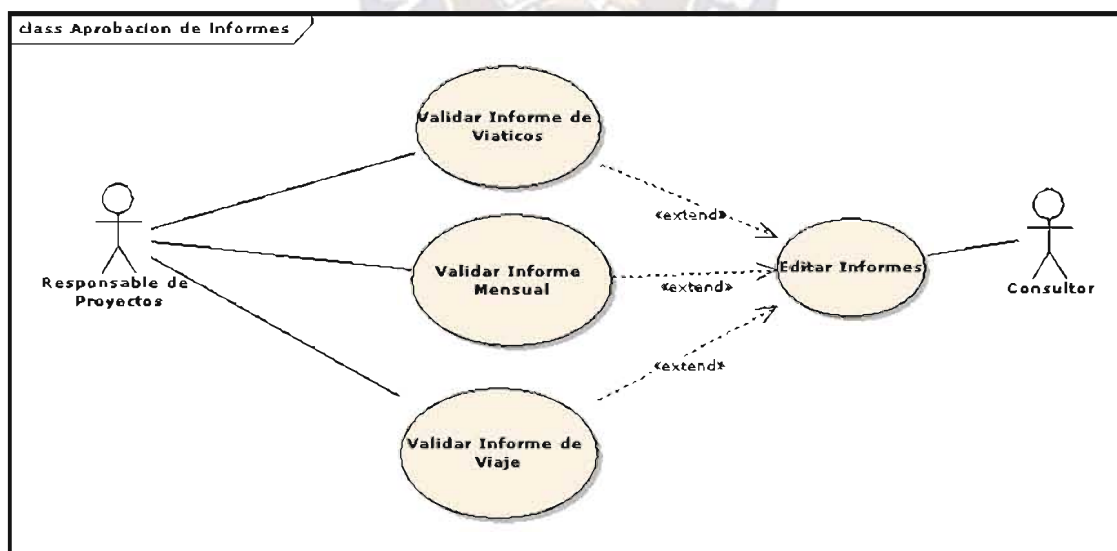 class Aprobacion de Informes
Validar Informe de
Viaticos
«extend»
Responsable de
Proyectos
Validar Informe
Mensual
«extend»
Editar Informes
Consultor
«extend»
Validar Informe de
Viaje